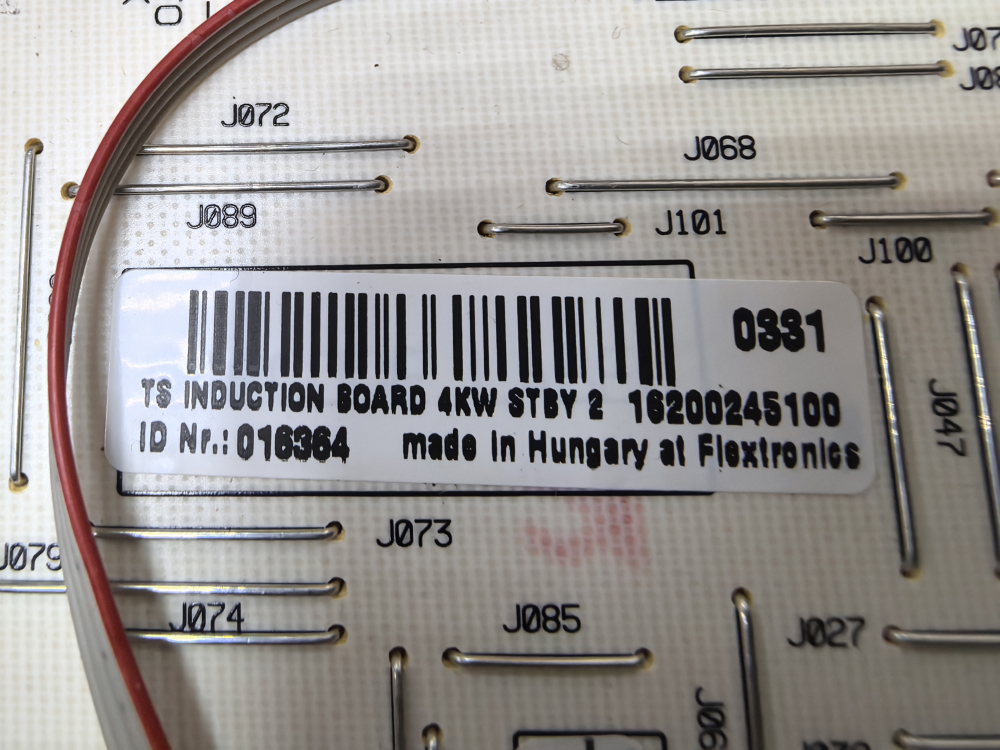 J072
J068
J089
J101
J100
0331
TS INDUCTION BOARD 4KW STBY 2 16200245100
ID Nr.: 016364 made in Hungary at Flextronics
J047
J073
J079
J074
J085
J027